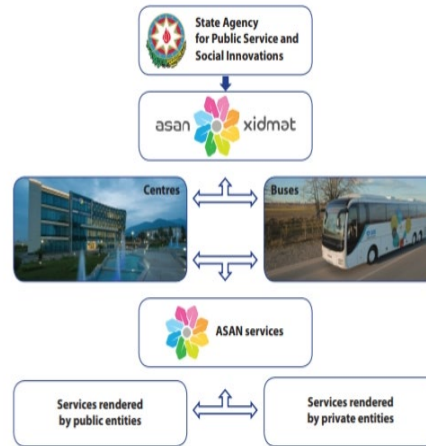 State Agency
for Public Service and
Social Innovations
asan xidmət
Centres
Buses
ASAN services
Services rendered
by public entities
Services rendered
by private entities